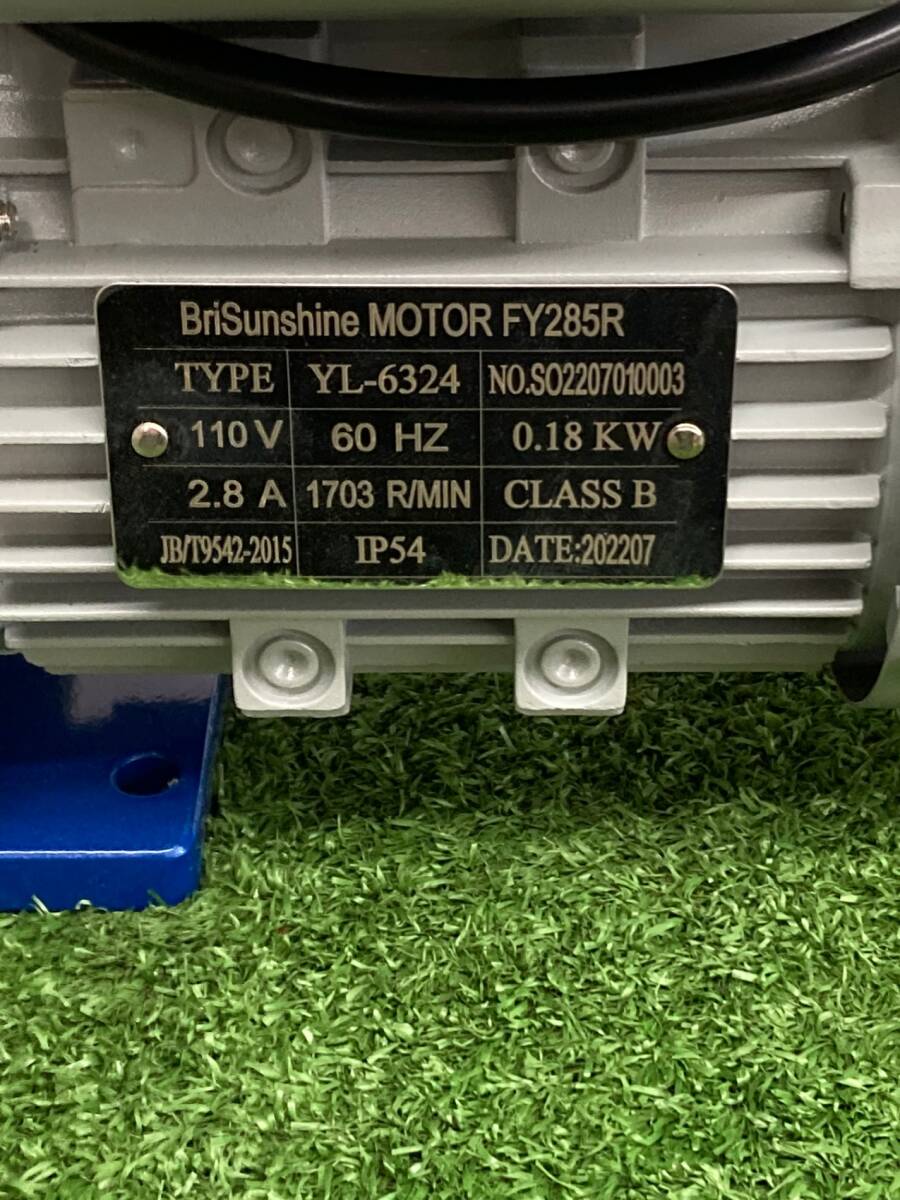 BriSunshine MOTOR FY285R
TYPE YL-6324 NO.SO2207010003
110 V 60 HZ 0.18 KW
2.8 A 1703 R/MIN CLASS B
JB/T9542-2015 IP54 DATE:202207